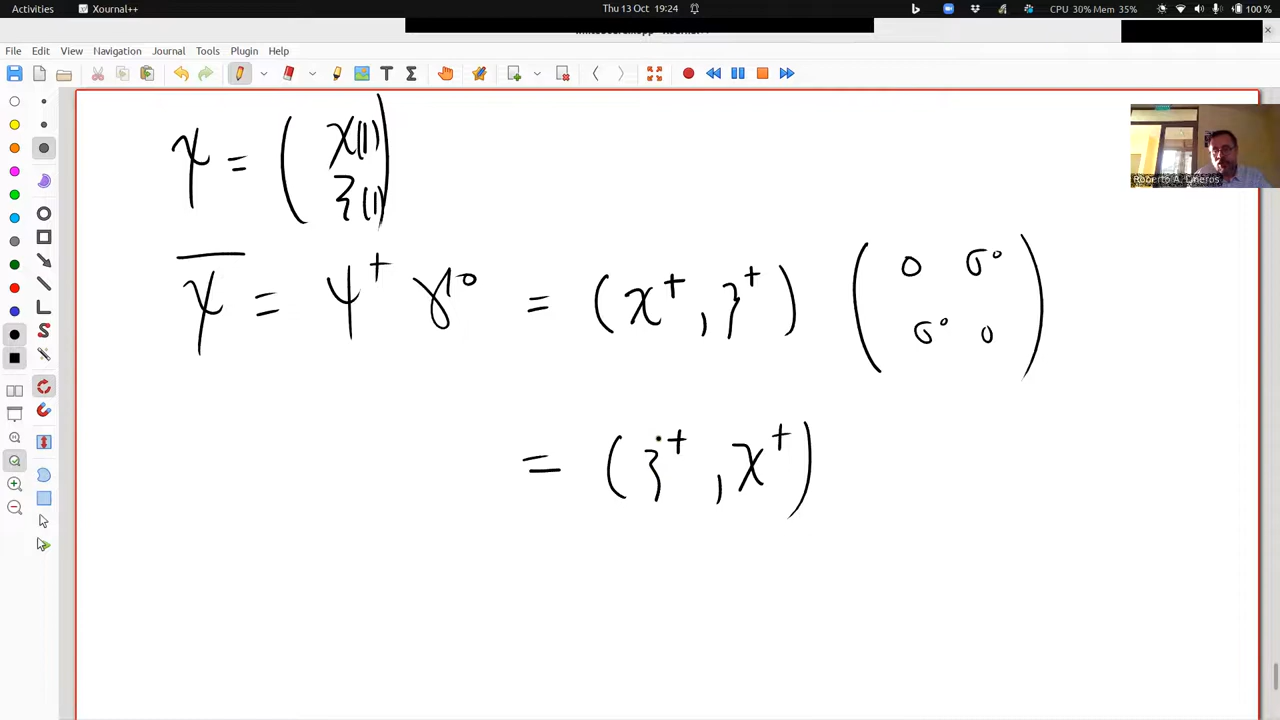 Activities Xournal++ Thu 13 Oct 19:24 CPU 30% Mem 35% 100 %
File Edit View Navigation Journal Tools Plugin Help
ψ = ( χ(1)
ξ(1) )
Roberto A. Lineros
ψ̄ = ψ⁺ γ⁰ = (χ⁺ , ξ⁺) ( 0 σ⁰
σ⁰ 0 )
= (ξ⁺ , χ⁺)